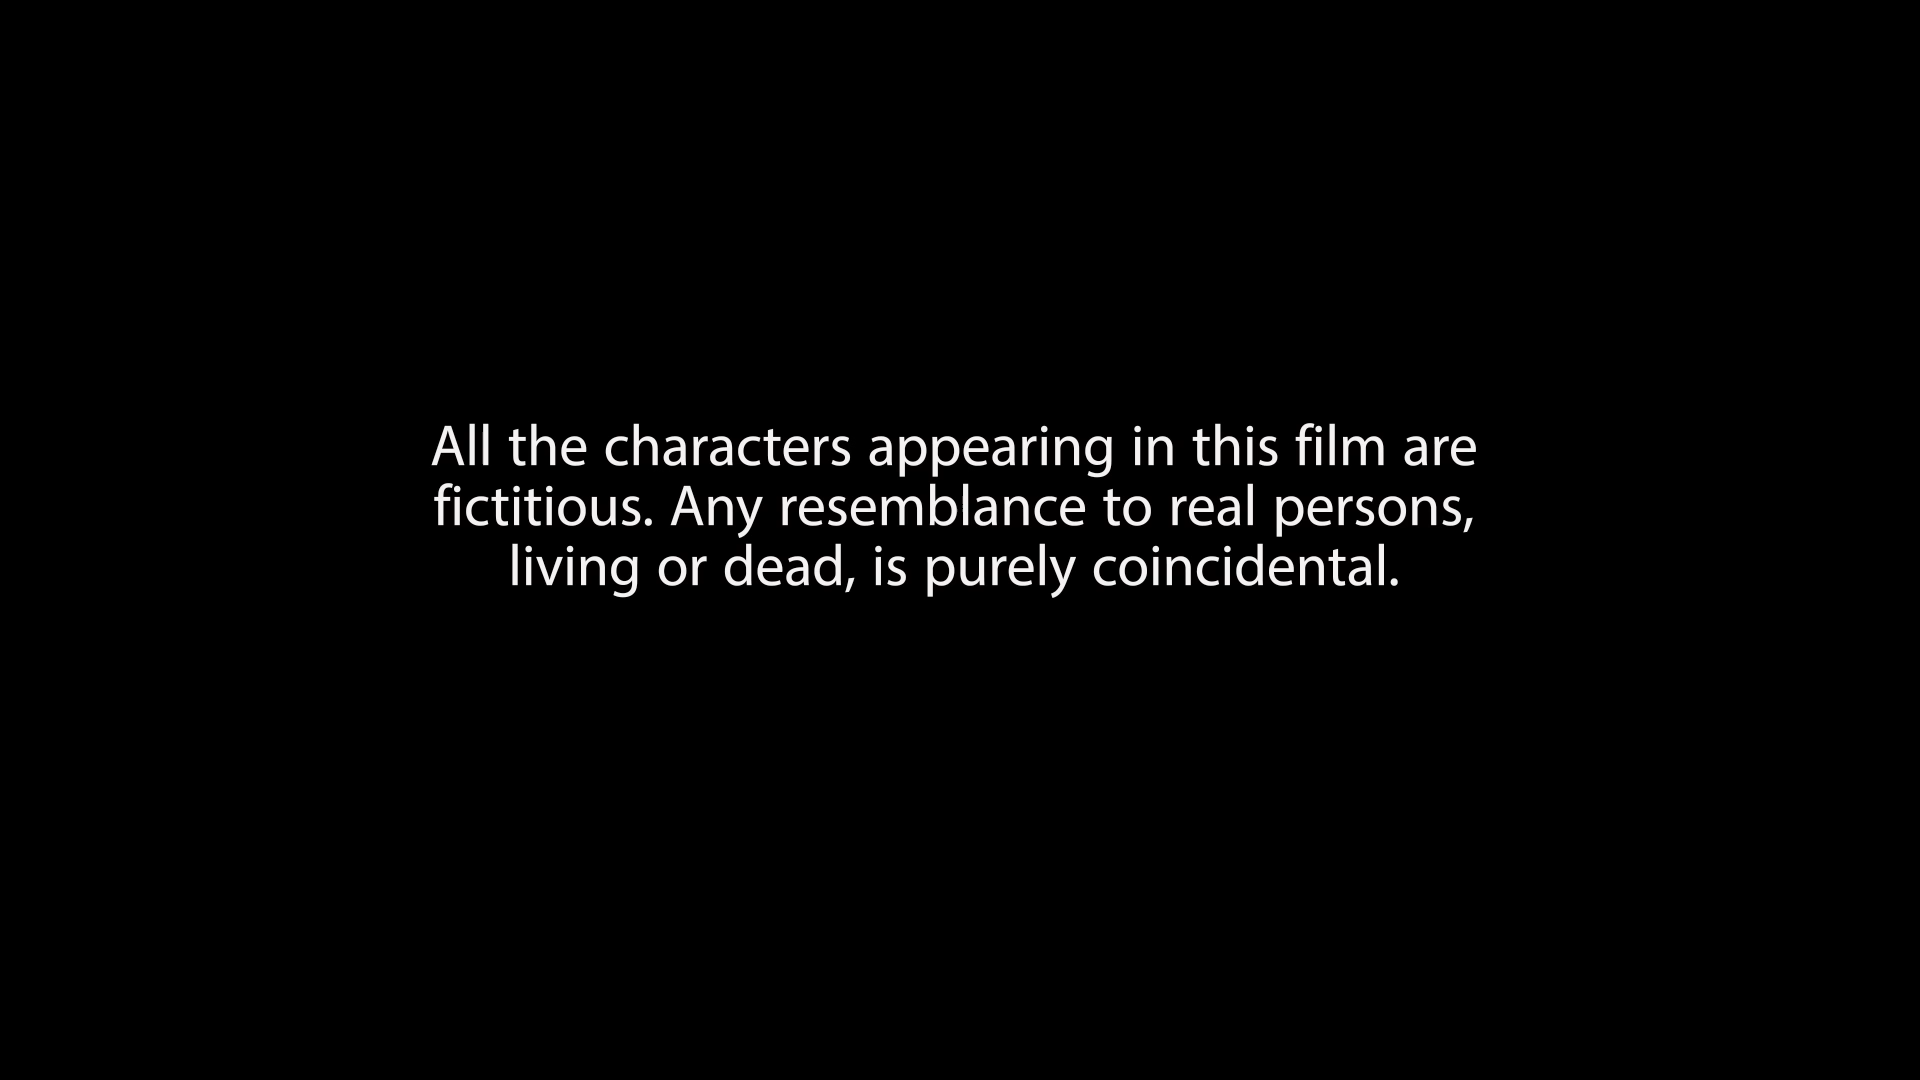 All the characters appearing in this film are
fictitious. Any resemblance to real persons,
living or dead, is purely coincidental.